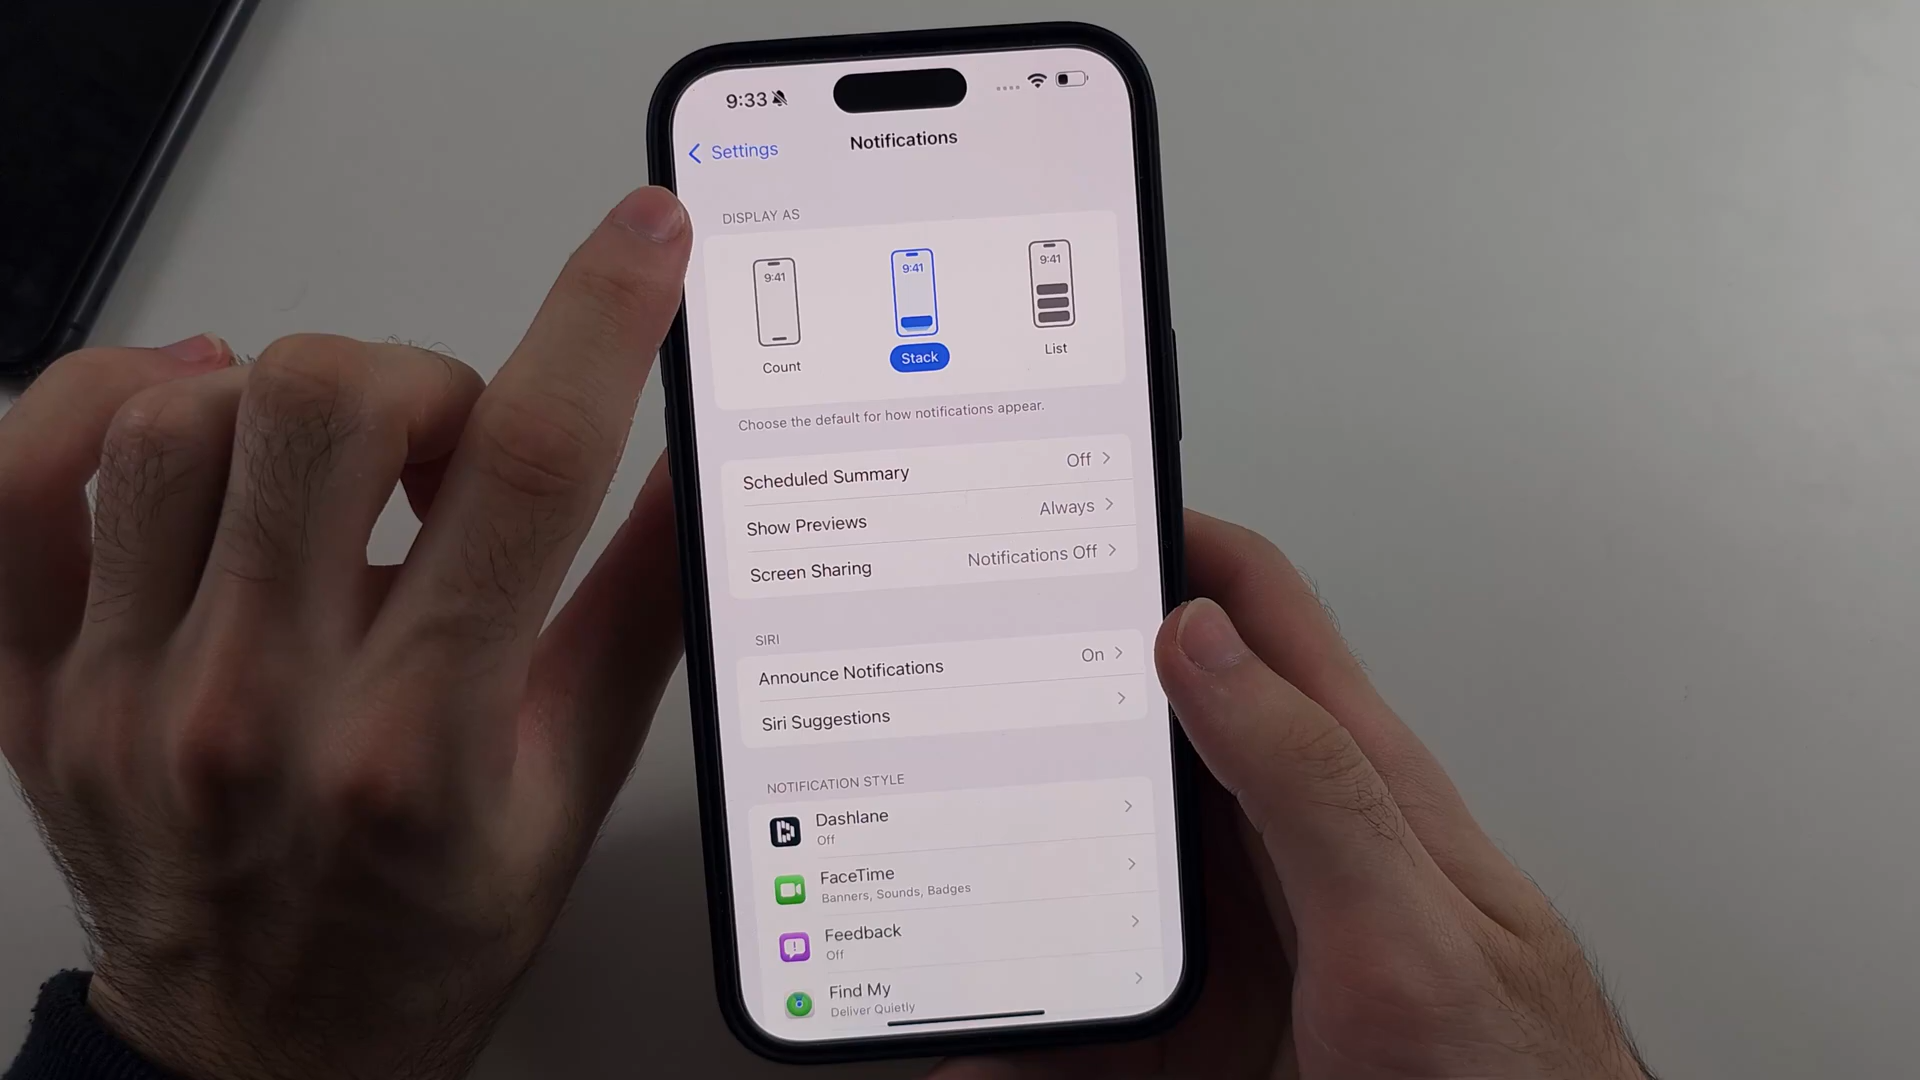 9:33
Settings
Notifications
DISPLAY AS
9:41
9:41
9:41
Count
Stack
List
Choose the default for how notifications appear.
Scheduled Summary Off
Show Previews Always
Screen Sharing Notifications Off
SIRI
Announce Notifications On
Siri Suggestions
NOTIFICATION STYLE
Dashlane
Off
FaceTime
Banners, Sounds, Badges
Feedback
Off
Find My
Deliver Quietly